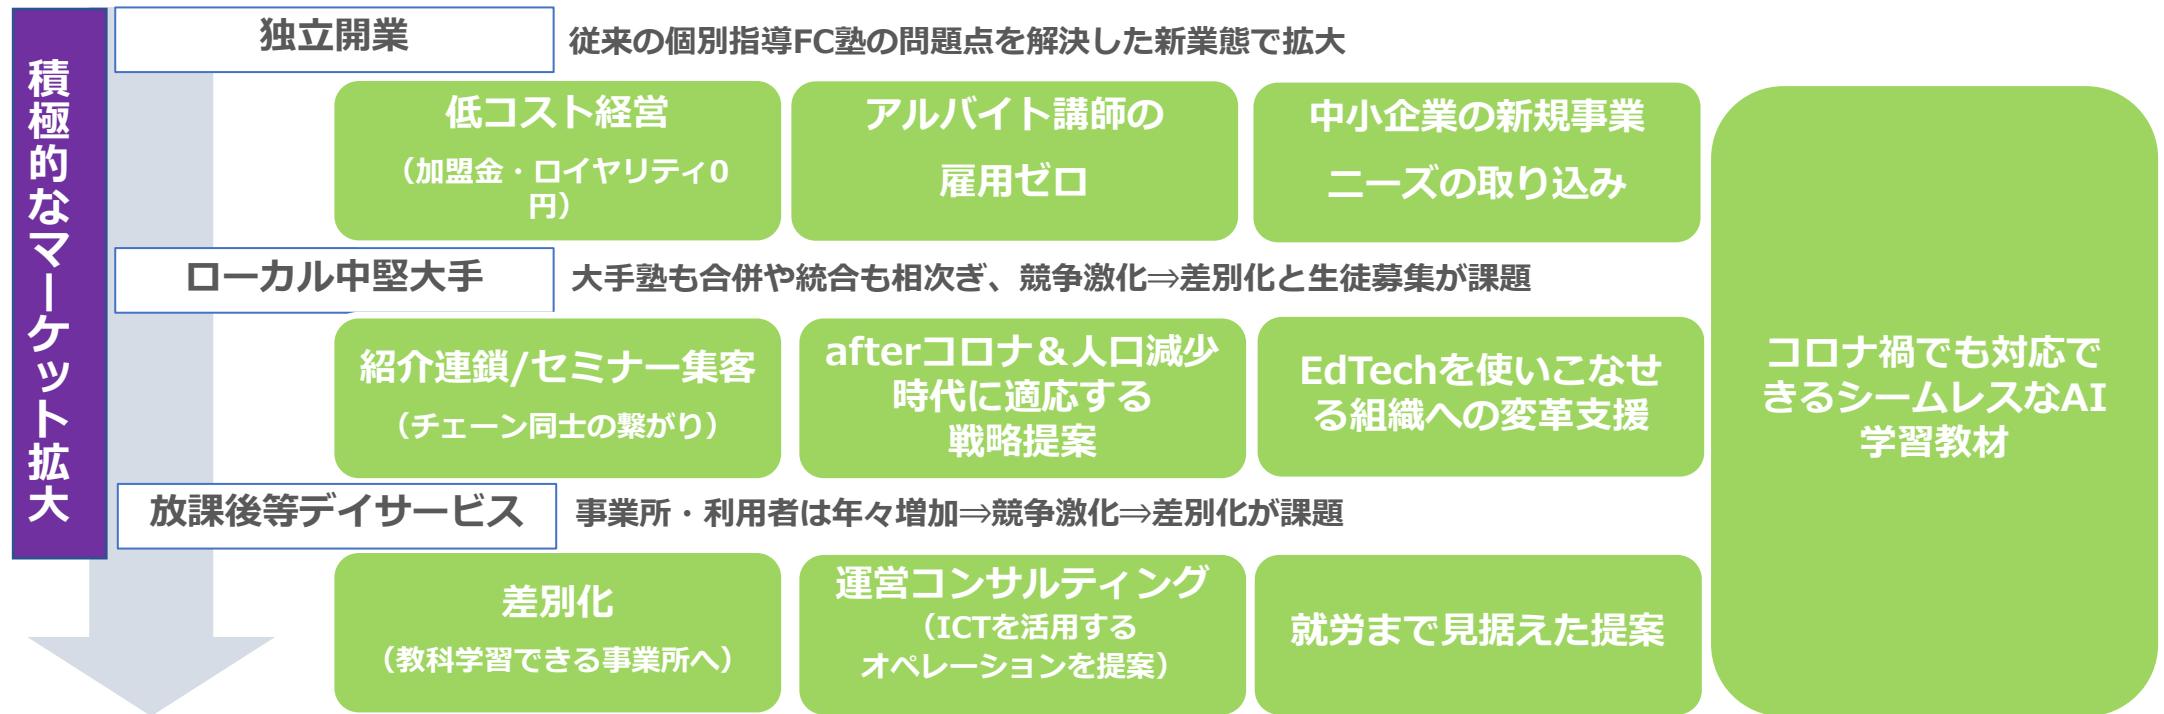 積極的なマーケット拡大
独立開業
従来の個別指導FC塾の問題点を解決した新業態で拡大
低コスト経営
（加盟金・ロイヤリティ0
円）
アルバイト講師の
雇用ゼロ
中小企業の新規事業
ニーズの取り込み
ローカル中堅大手
大手塾も合併や統合も相次ぎ、競争激化⇒差別化と生徒募集が課題
紹介連鎖/セミナー集客
（チェーン同士の繋がり）
afterコロナ＆人口減少
時代に適応する
戦略提案
EdTechを使いこなせ
る組織への変革支援
放課後等デイサービス
事業所・利用者は年々増加⇒競争激化⇒差別化が課題
差別化
（教科学習できる事業所へ）
運営コンサルティング
（ICTを活用する
オペレーションを提案）
就労まで見据えた提案
コロナ禍でも対応で
きるシームレスなAI
学習教材